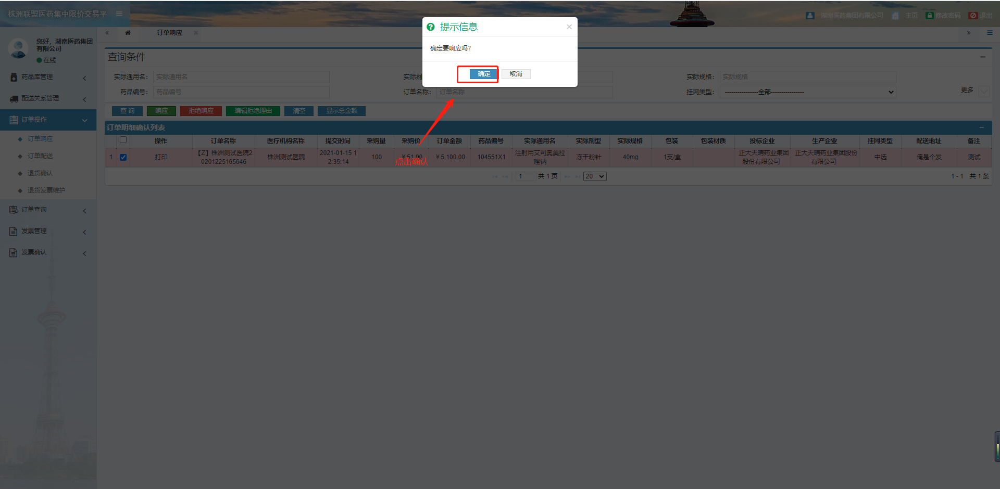 株洲联盟医药集中限价交易平
湖南医药集团有限公司 主页 修改密码 退出
您好，湖南医药集团
有限公司
在线
订单响应
提示信息
确定要响应吗？
确定 取消
药品库管理
配送关系管理
订单操作
订单响应
订单配送
退货确认
退货发票维护
订单查询
发票管理
发票确认
查询条件
实际通用名： 实际通用名 实际剂 实际规格： 实际规格
药品编号： 药品编号 订单名称： 订单名称 挂网类型： ----------------全部---------------- 更多
查 询 响应 拒绝响应 编辑拒绝理由 清空 显示总金额
订单明细确认列表
操作 订单名称 医疗机构名称 提交时间 采购量 采购价 订单金额 药品编号 实际通用名 实际剂型 实际规格 包装 包装材质 投标企业 生产企业 挂网类型 配送地址 备注
1 打印 【Z】株洲测试医院2 株洲测试医院 2021-01-15 1 100 ￥51.00 ￥5,100.00 104551X1 注射用艾司奥美拉 冻干粉针 40mg 1支/盒 正大天晴药业集团 正大天晴药业集团股份 中选 俺是个发 测试
0201225165646 2:35:14 唑钠 股份有限公司 有限公司
点击确认
1 共 1 页 20 1 - 1 共 1 条